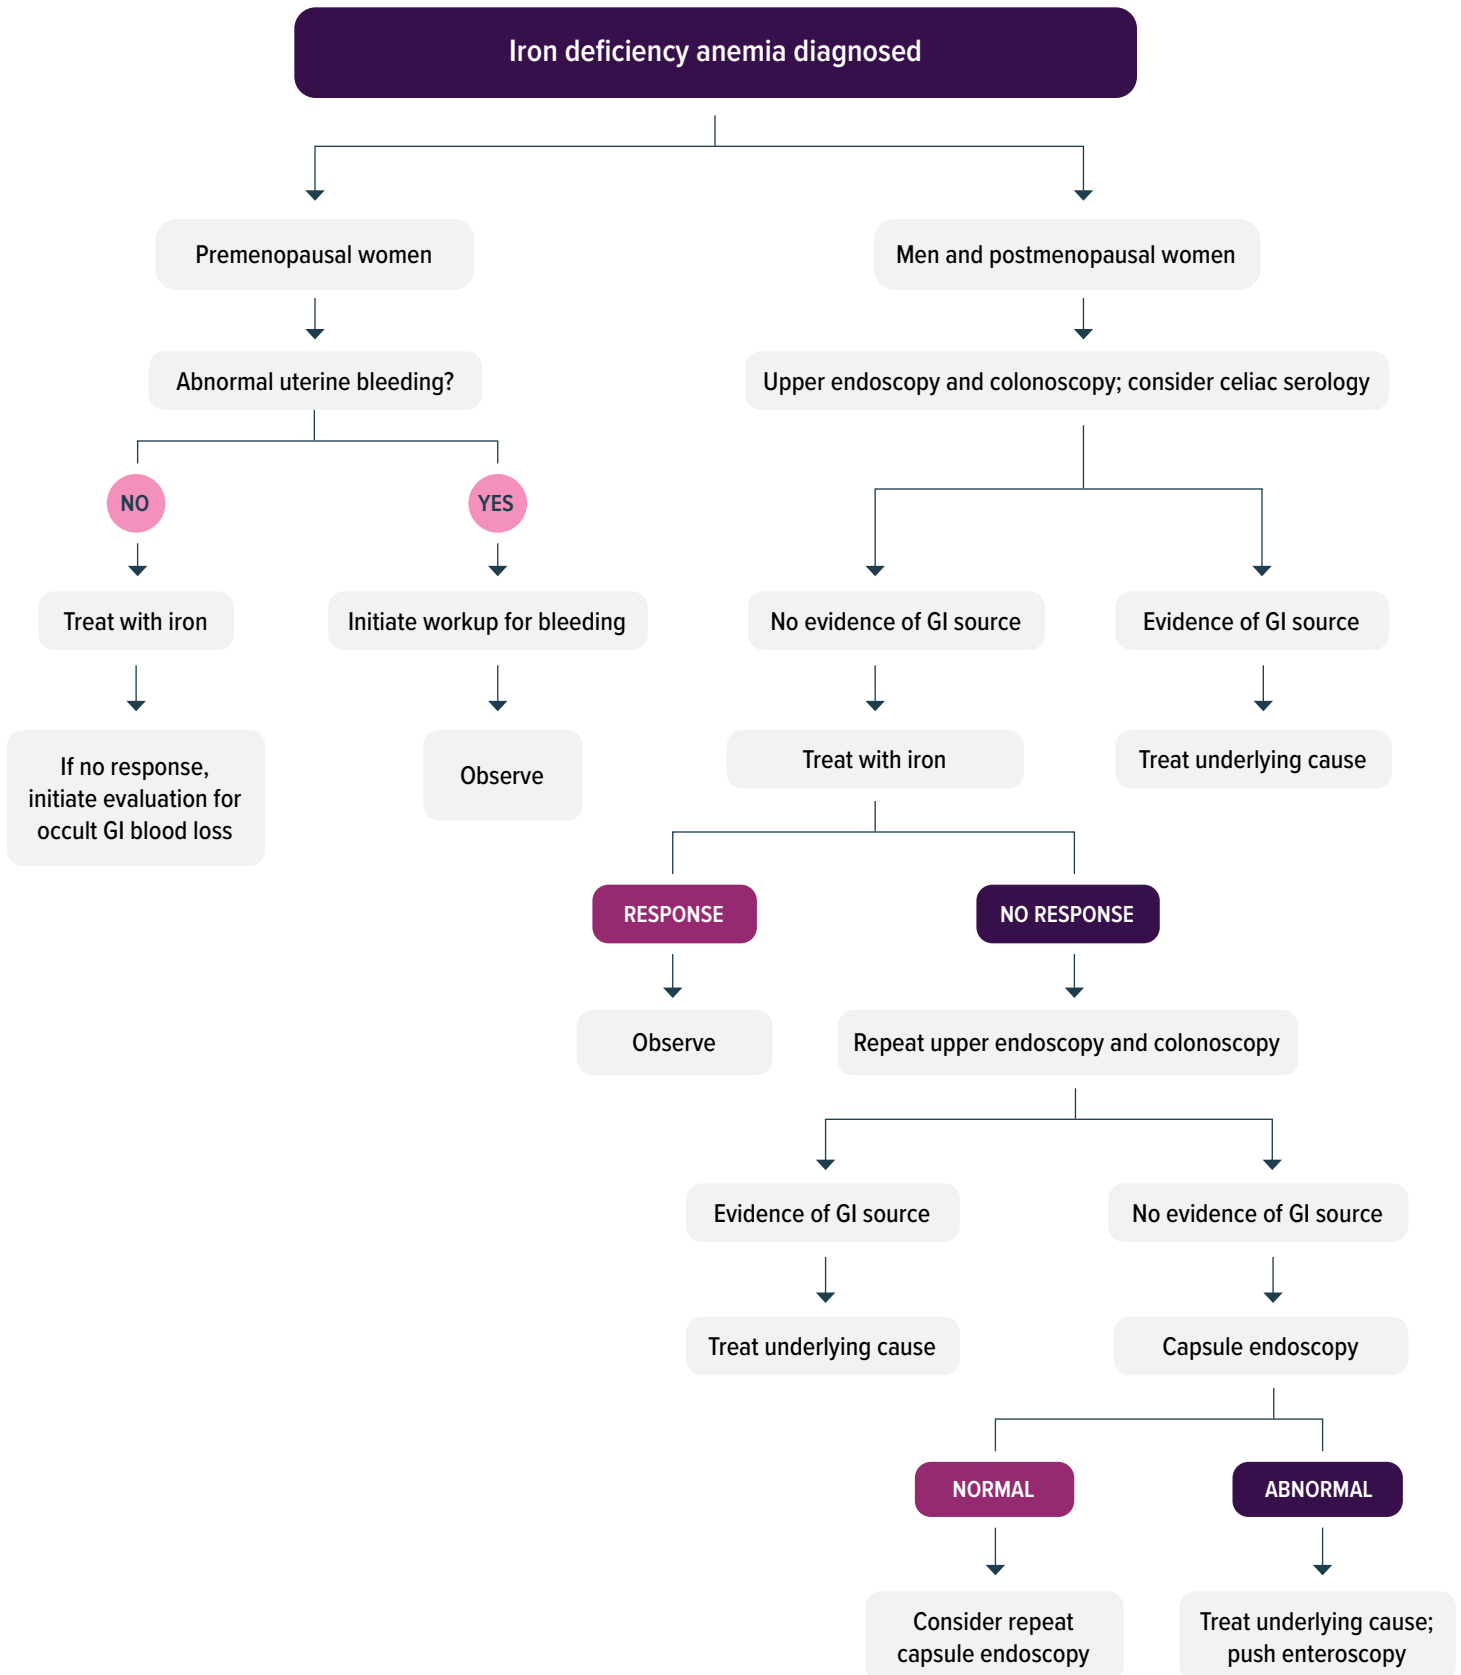 Iron deficiency anemia diagnosed
Premenopausal women
Men and postmenopausal women
Abnormal uterine bleeding?
Upper endoscopy and colonoscopy; consider celiac serology
NO
YES
Treat with iron
Initiate workup for bleeding
No evidence of GI source
Evidence of GI source
If no response,
initiate evaluation for
occult GI blood loss
Observe
Treat with iron
Treat underlying cause
RESPONSE
NO RESPONSE
Observe
Repeat upper endoscopy and colonoscopy
Evidence of GI source
No evidence of GI source
Treat underlying cause
Capsule endoscopy
NORMAL
ABNORMAL
Consider repeat
capsule endoscopy
Treat underlying cause;
push enteroscopy